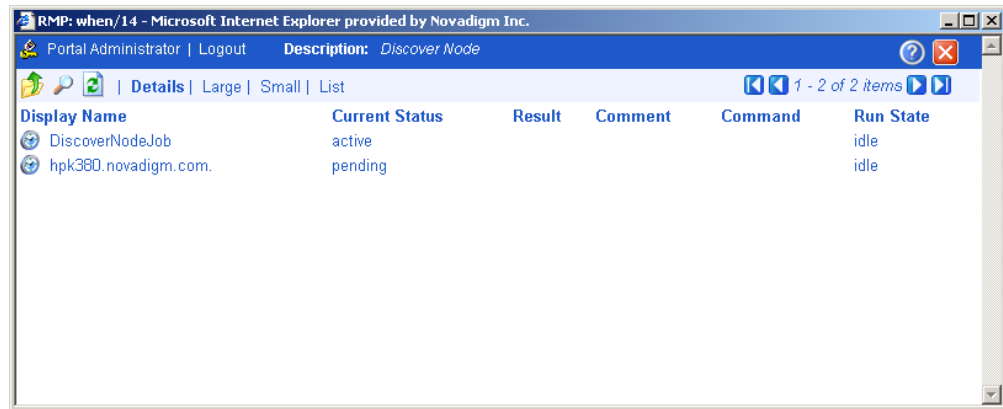 RMP: when/14 - Microsoft Internet Explorer provided by Novadigm Inc.
Portal Administrator | Logout Description: Discover Node
| Details | Large | Small | List 1 - 2 of 2 items
Display Name Current Status Result Comment Command Run State
DiscoverNodeJob active idle
hpk380.novadigm.com. pending idle